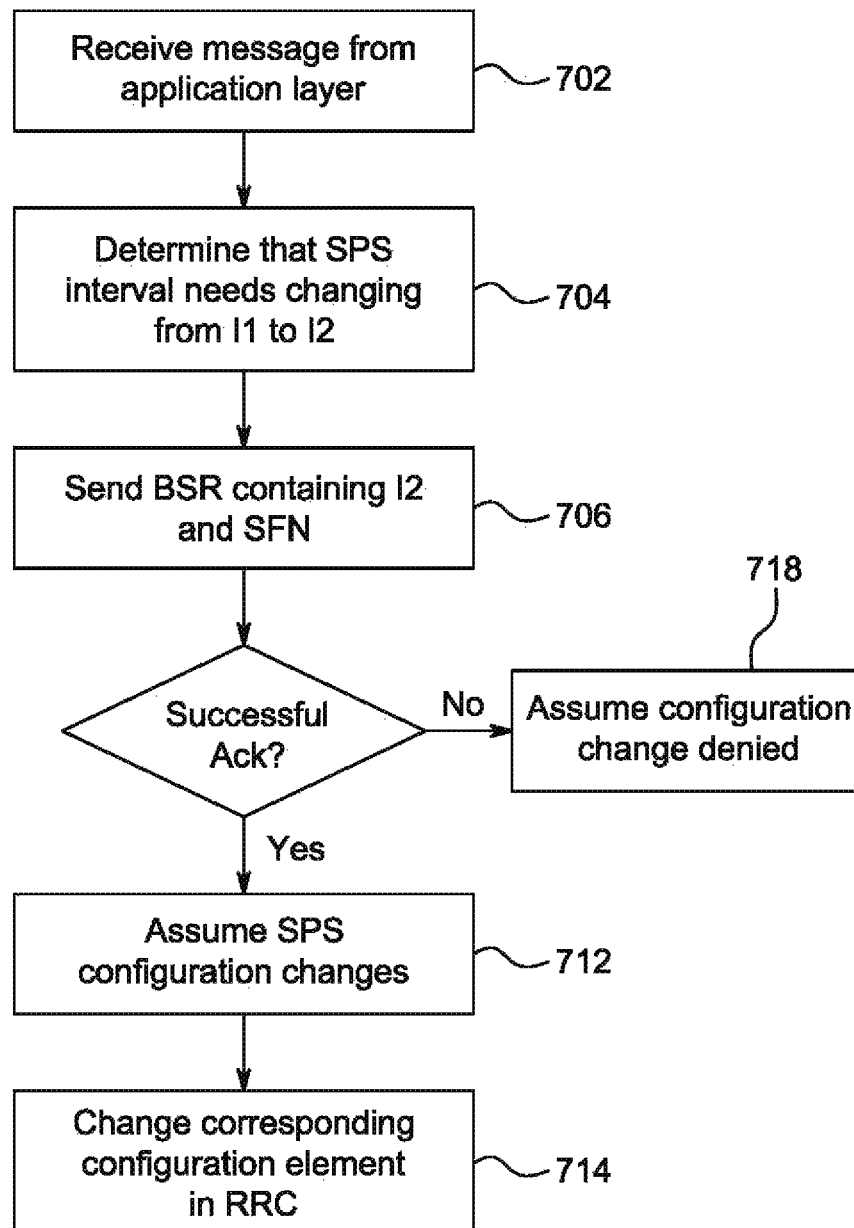 Receive message from
application layer
702
Determine that SPS
interval needs changing
from I1 to I2
704
Send BSR containing I2
and SFN
706
718
Successful
Ack?
No
Assume configuration
change denied
Yes
Assume SPS
configuration changes
712
Change corresponding
configuration element
in RRC
714